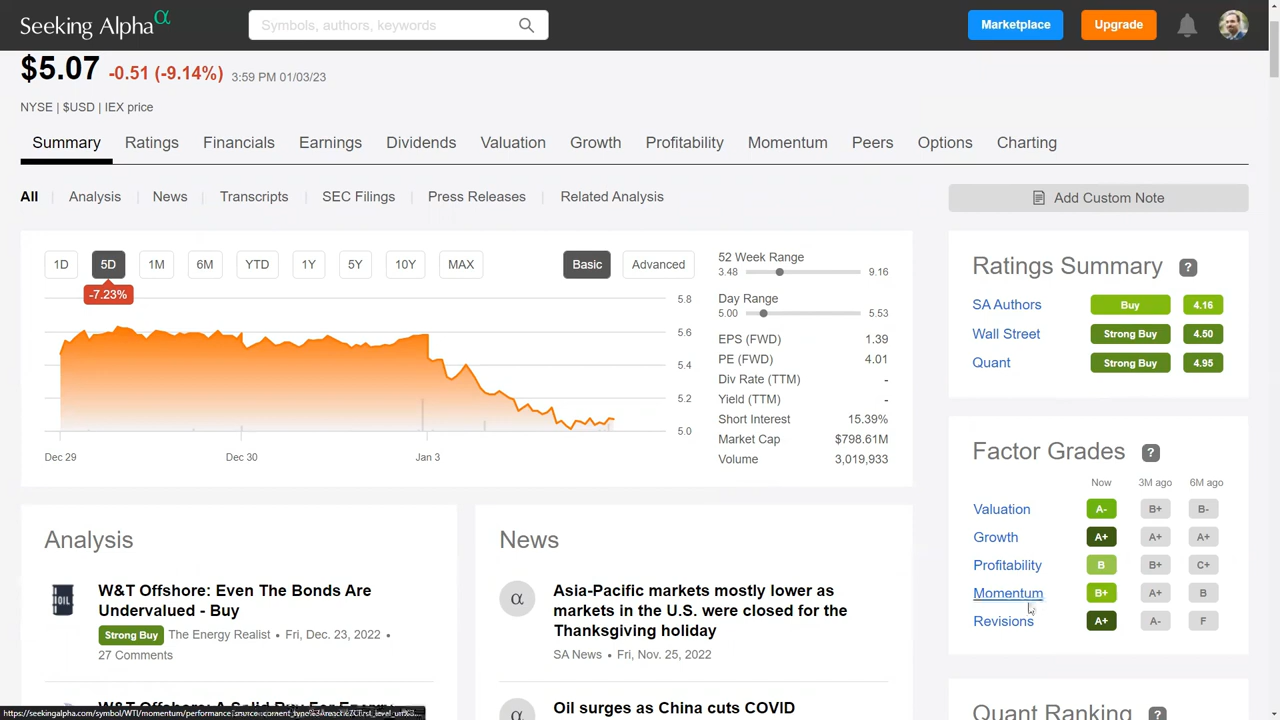 Seeking Alpha α
Symbols, authors, keywords
Marketplace
Upgrade
$5.07 -0.51 (-9.14%) 3:59 PM 01/03/23
NYSE | $USD | IEX price
Summary Ratings Financials Earnings Dividends Valuation Growth Profitability Momentum Peers Options Charting
All Analysis News Transcripts SEC Filings Press Releases Related Analysis
Add Custom Note
1D 5D 1M 6M YTD 1Y 5Y 10Y MAX Basic Advanced
-7.23%
5.8
5.6
5.4
5.2
5.0
Dec 29 Dec 30 Jan 3
52 Week Range
3.48 9.16
Day Range
5.00 5.53
EPS (FWD) 1.39
PE (FWD) 4.01
Div Rate (TTM) -
Yield (TTM) -
Short Interest 15.39%
Market Cap $798.61M
Volume 3,019,933
Ratings Summary ?
SA Authors Buy 4.16
Wall Street Strong Buy 4.50
Quant Strong Buy 4.95
Factor Grades ?
Now 3M ago 6M ago
Valuation A- B+ B-
Growth A+ A+ A+
Profitability B B+ C+
Momentum B+ A+ B
Revisions A+ A- F
Quant Ranking ?
Analysis
OIL
W&T Offshore: Even The Bonds Are
Undervalued - Buy
Strong Buy The Energy Realist • Fri, Dec. 23, 2022 •
27 Comments
W&T Offshore: A Solid Buy For Energy
News
α
Asia-Pacific markets mostly lower as
markets in the U.S. were closed for the
Thanksgiving holiday
SA News • Fri, Nov. 25, 2022
α
Oil surges as China cuts COVID